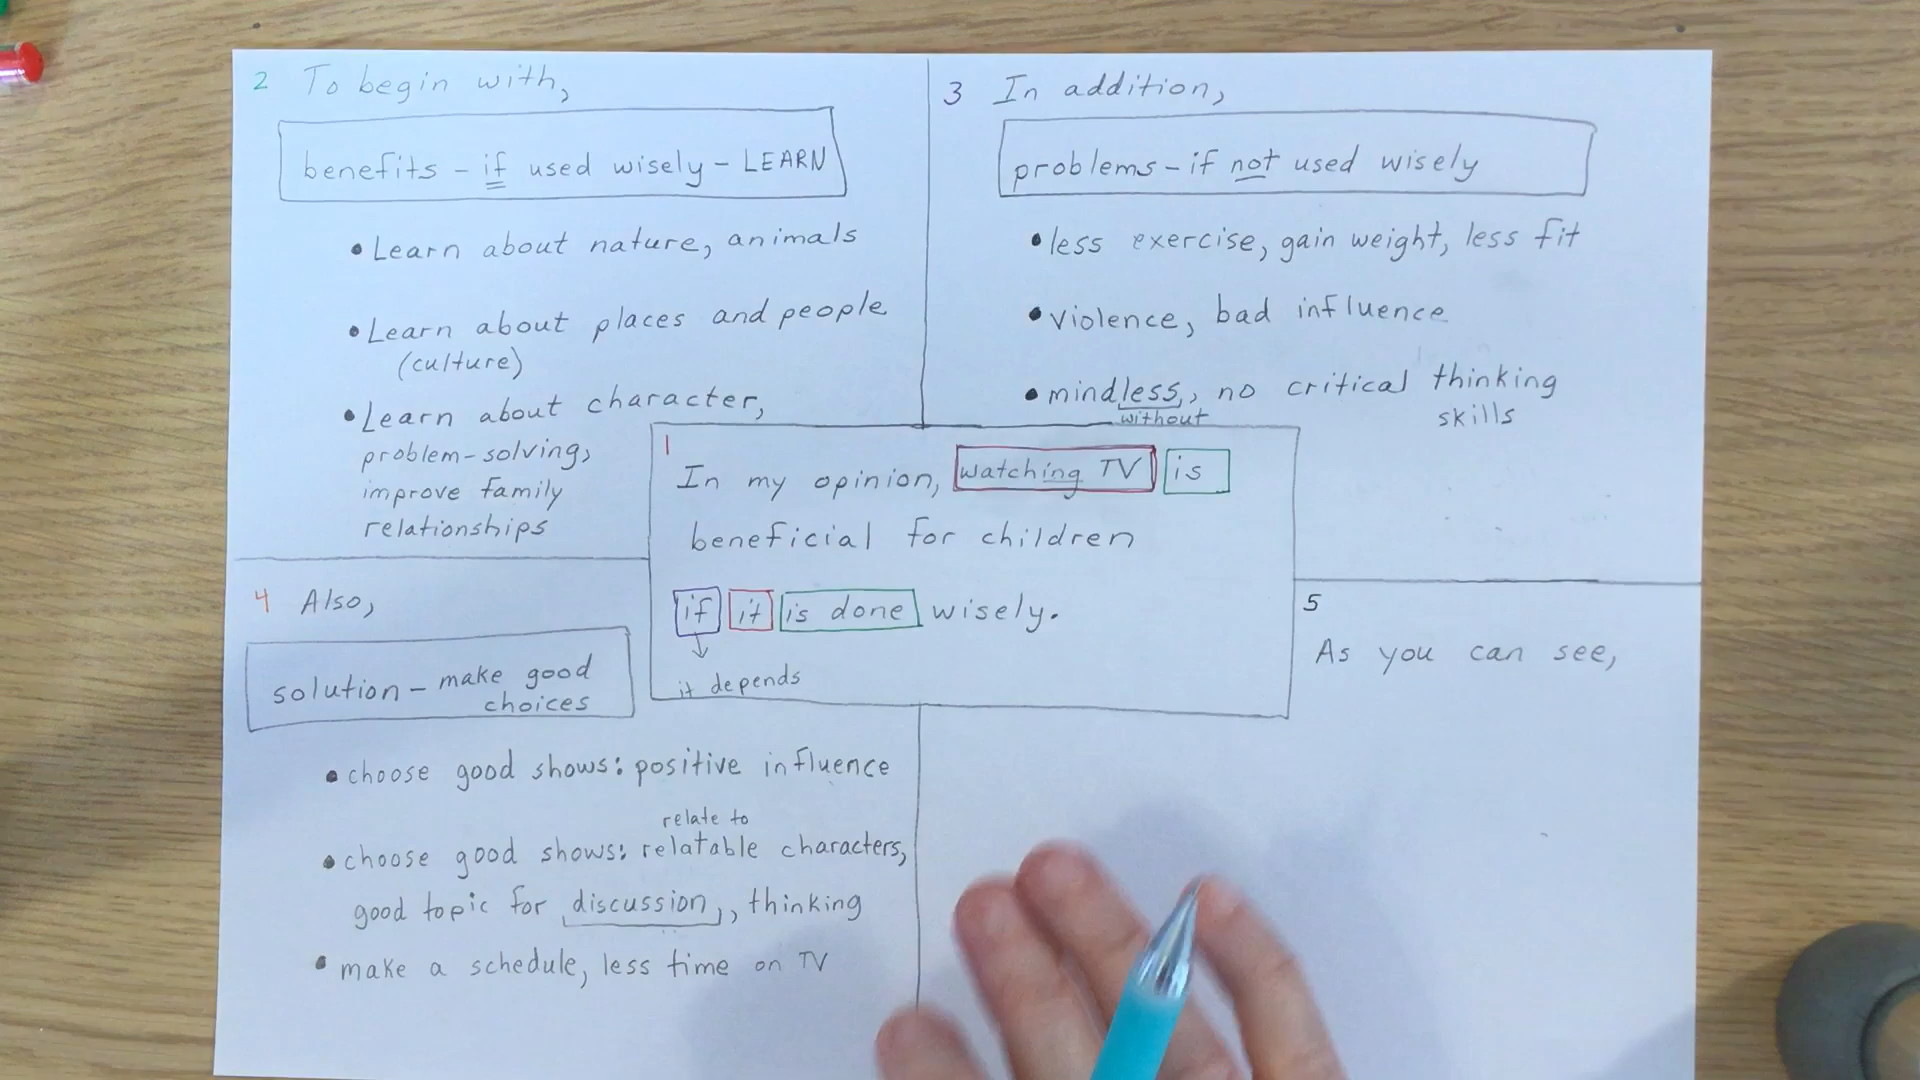 2 To begin with,
benefits - if used wisely - LEARN
• Learn about nature, animals
• Learn about places and people
(culture)
• Learn about character,
problem-solving,
improve family
relationships
3 In addition,
problems - if not used wisely
• less exercise, gain weight, less fit
• violence, bad influence
• mindless, no critical thinking
without
skills
1
In my opinion, watching TV is
beneficial for children
if it is done wisely.
it depends
4 Also,
solution - make good
choices
• choose good shows: positive influence
relate to
• choose good shows: relatable characters,
good topic for discussion, thinking
• make a schedule, less time on TV
5
As you can see,